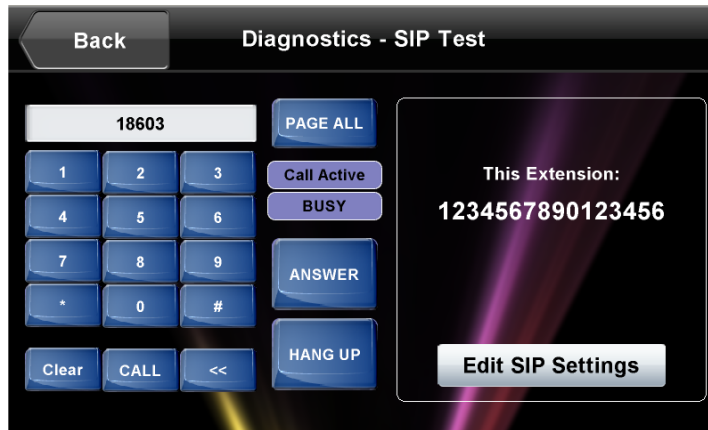 Back
Diagnostics - SIP Test
18603
PAGE ALL
1 2 3
Call Active
4 5 6
BUSY
This Extension:
1234567890123456
7 8 9
ANSWER
* 0 #
HANG UP
Clear CALL <<
Edit SIP Settings